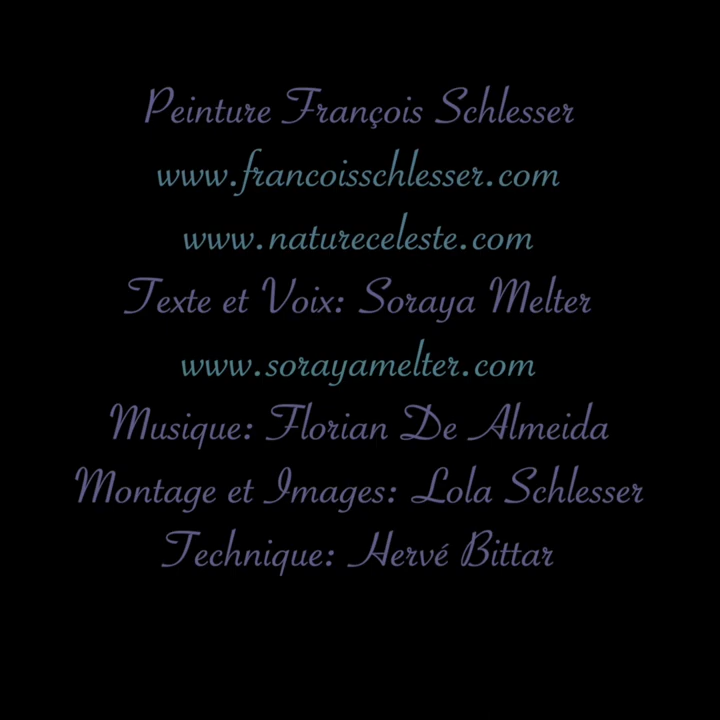 Peinture François Schlesser
www.francoisschlesser.com
www.natureceleste.com
Texte et Voix: Soraya Melter
www.sorayamelter.com
Musique: Florian De Almeida
Montage et Images: Lola Schlesser
Technique: Hervé Bittar